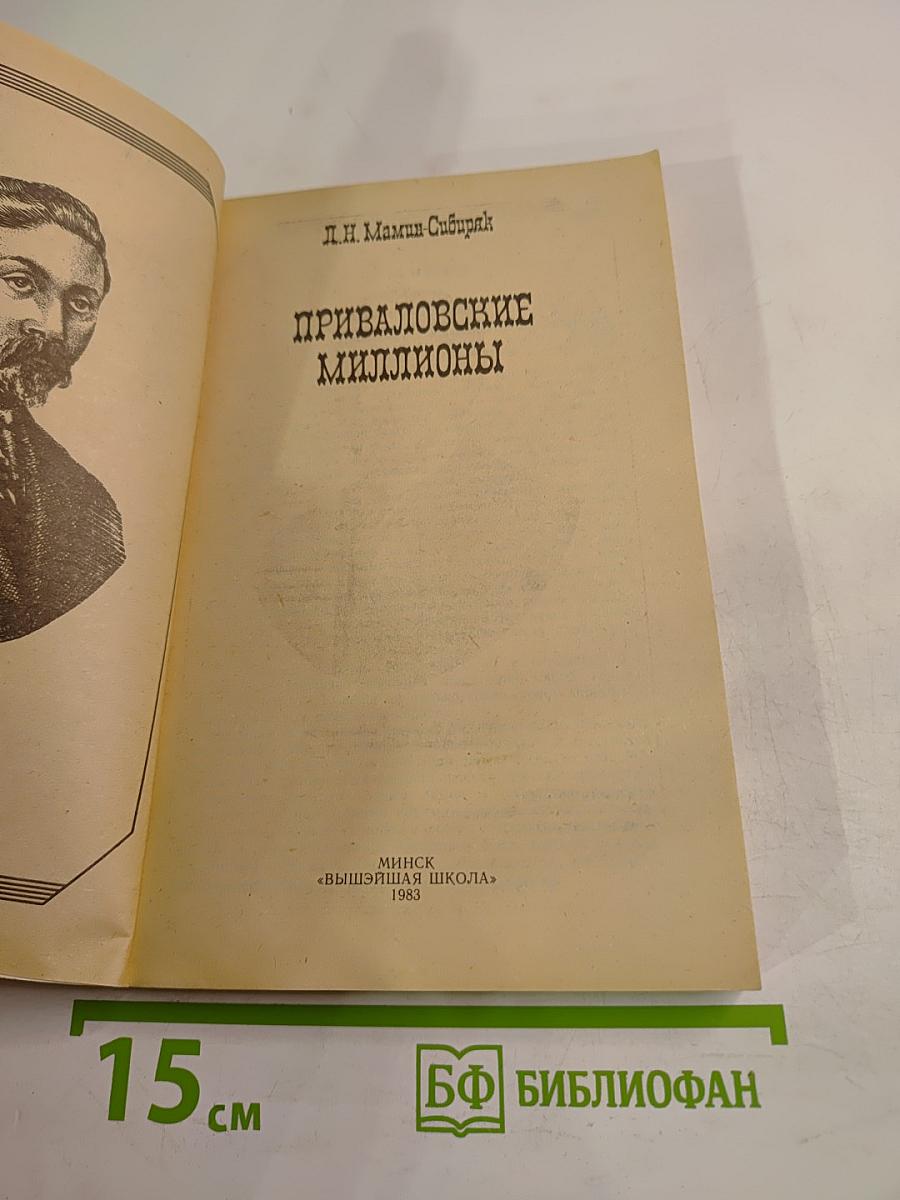 Д. Н. Мамин-Сибиряк
ПРИВАЛОВСКИЕ
МИЛЛИОНЫ
МИНСК
«ВЫШЭЙШАЯ ШКОЛА»
1983
15 см
БФ БИБЛИОФАН